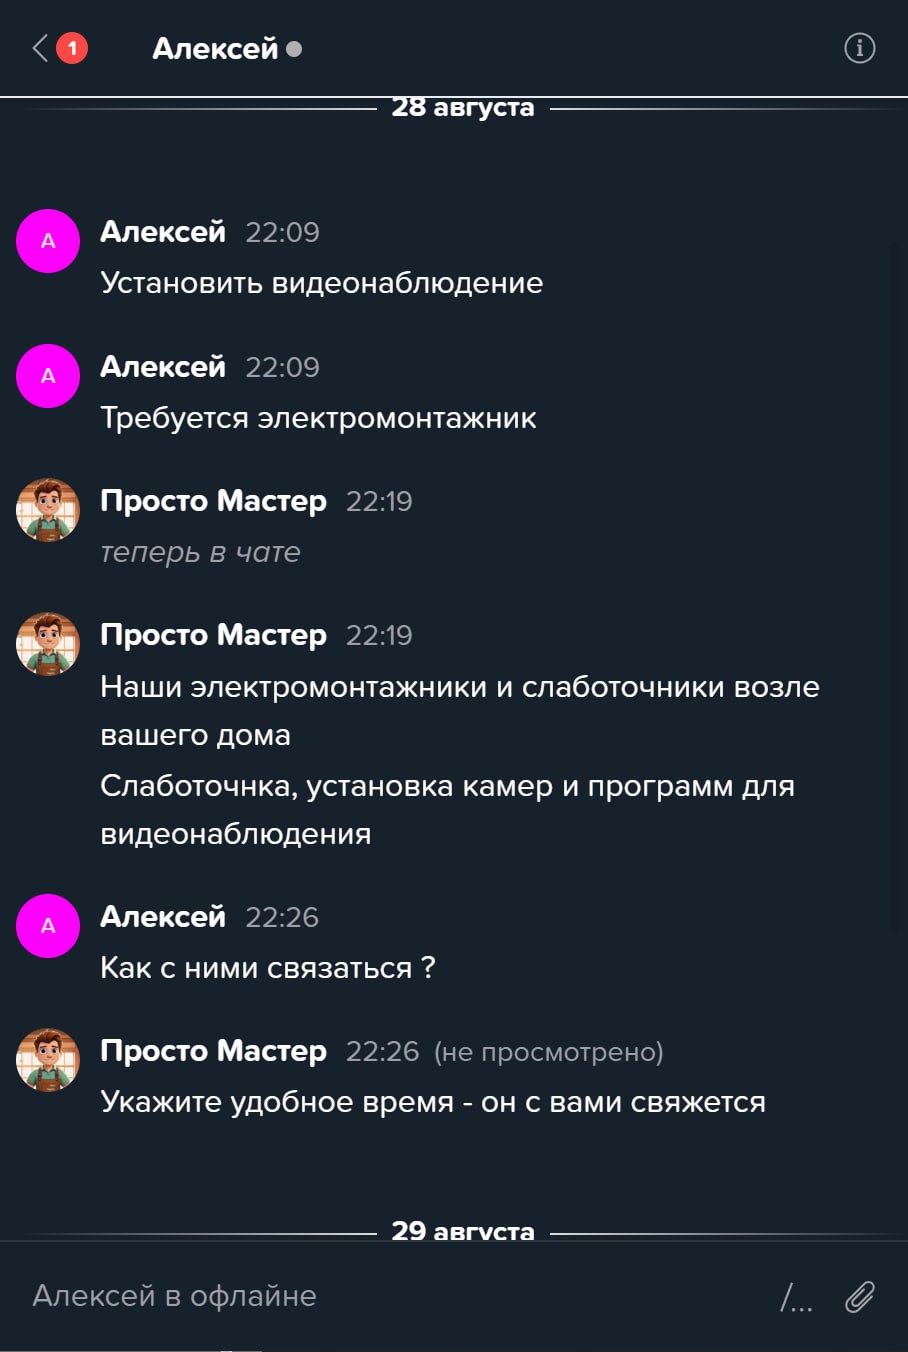 1
Алексей
28 августа
А
Алексей 22:09
Установить видеонаблюдение
А
Алексей 22:09
Требуется электромонтажник
Просто Мастер 22:19
теперь в чате
Просто Мастер 22:19
Наши электромонтажники и слаботочники возле
вашего дома
Слаботочнка, установка камер и программ для
видеонаблюдения
А
Алексей 22:26
Как с ними связаться ?
Просто Мастер 22:26 (не просмотрено)
Укажите удобное время - он с вами свяжется
29 августа
Алексей в офлайне
/...